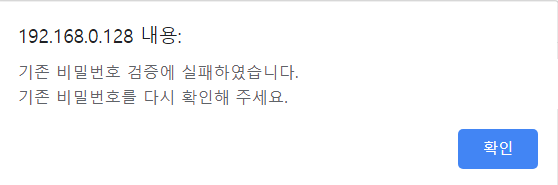 192.168.0.128 내용:
기존 비밀번호 검증에 실패하였습니다.
기존 비밀번호를 다시 확인해 주세요.
확인